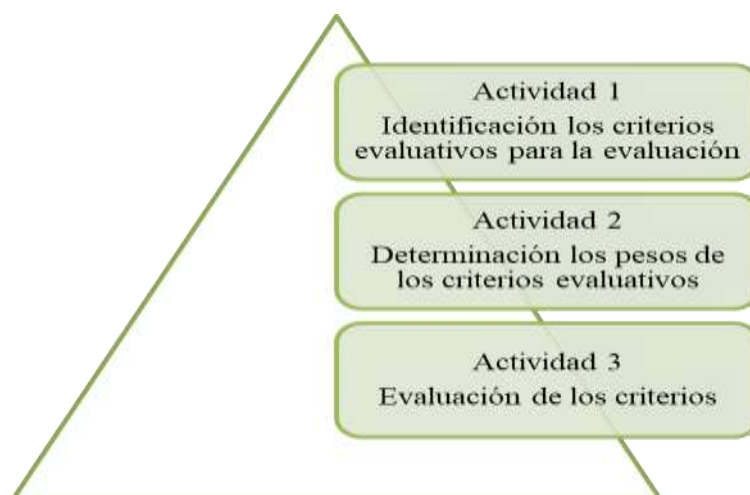 Actividad 1
Identificación los criterios
evaluativos para la evaluación
Actividad 2
Determinación los pesos de
los criterios evaluativos
Actividad 3
Evaluación de los criterios